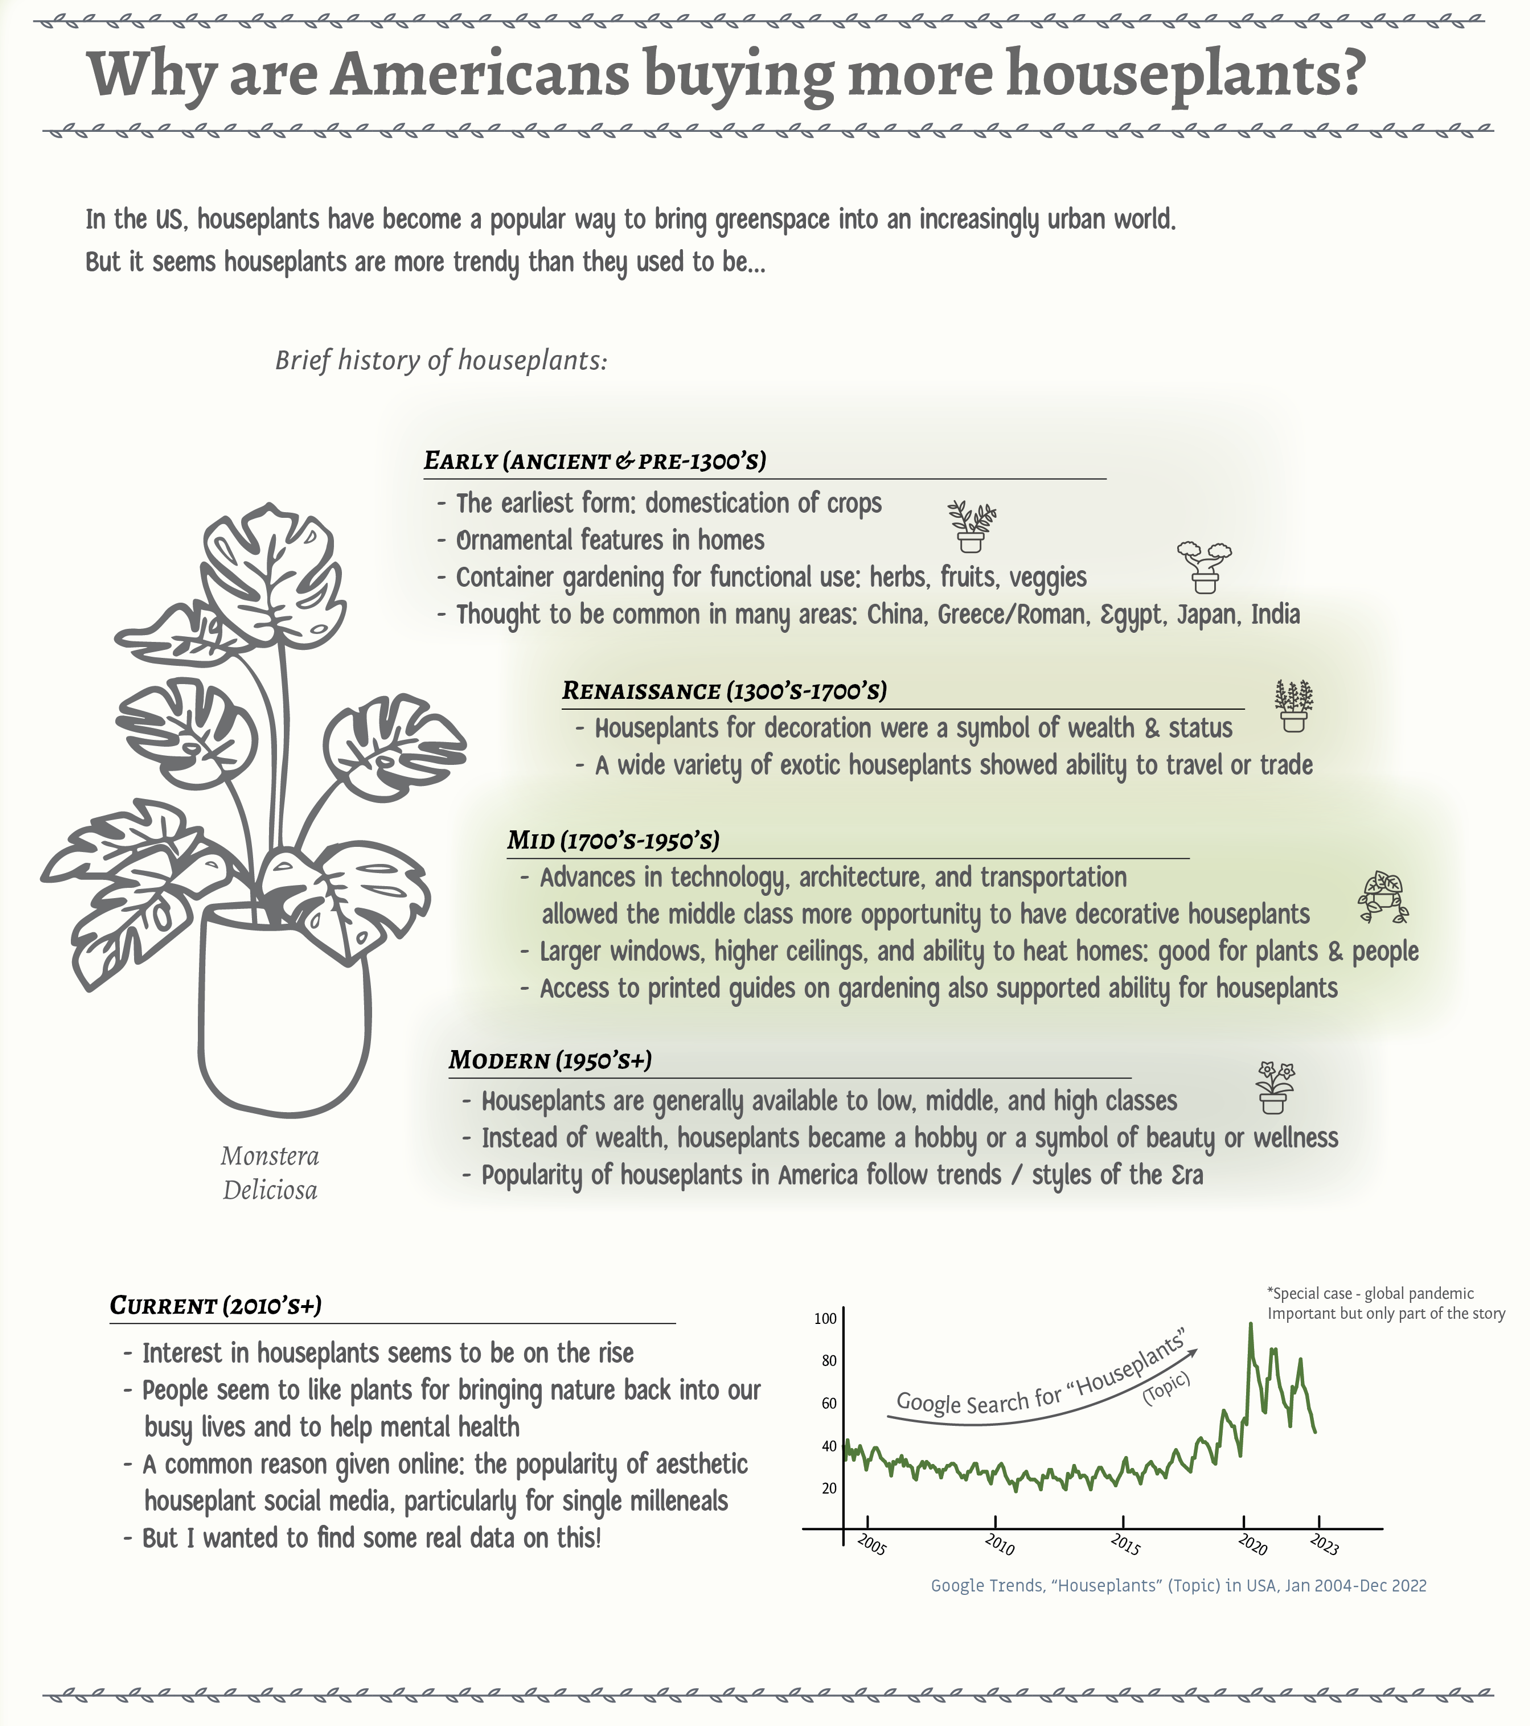 Why are Americans buying more houseplants?
In the US, houseplants have become a popular way to bring greenspace into an increasingly urban world.
But it seems houseplants are more trendy than they used to be...
Brief history of houseplants:
Early (ancient & pre-1300's)
- The earliest form: domestication of crops
- Ornamental features in homes
- Container gardening for functional use: herbs, fruits, veggies
- Thought to be common in many areas: China, Greece/Roman, Egypt, Japan, India
Renaissance (1300's-1700's)
- Houseplants for decoration were a symbol of wealth & status
- A wide variety of exotic houseplants showed ability to travel or trade
Mid (1700's-1950's)
- Advances in technology, architecture, and transportation
allowed the middle class more opportunity to have decorative houseplants
- Larger windows, higher ceilings, and ability to heat homes: good for plants & people
- Access to printed guides on gardening also supported ability for houseplants
Modern (1950's+)
- Houseplants are generally available to low, middle, and high classes
- Instead of wealth, houseplants became a hobby or a symbol of beauty or wellness
- Popularity of houseplants in America follow trends / styles of the Era
Monstera
Deliciosa
Current (2010's+)
- Interest in houseplants seems to be on the rise
- People seem to like plants for bringing nature back into our
busy lives and to help mental health
- A common reason given online: the popularity of aesthetic
houseplant social media, particularly for single milleneals
- But I wanted to find some real data on this!
*Special case - global pandemic
Important but only part of the story
Google Search for “Houseplants”
(Topic)
100
80
60
40
20
2005
2010
2015
2020
2023
Google Trends, “Houseplants” (Topic) in USA, Jan 2004-Dec 2022